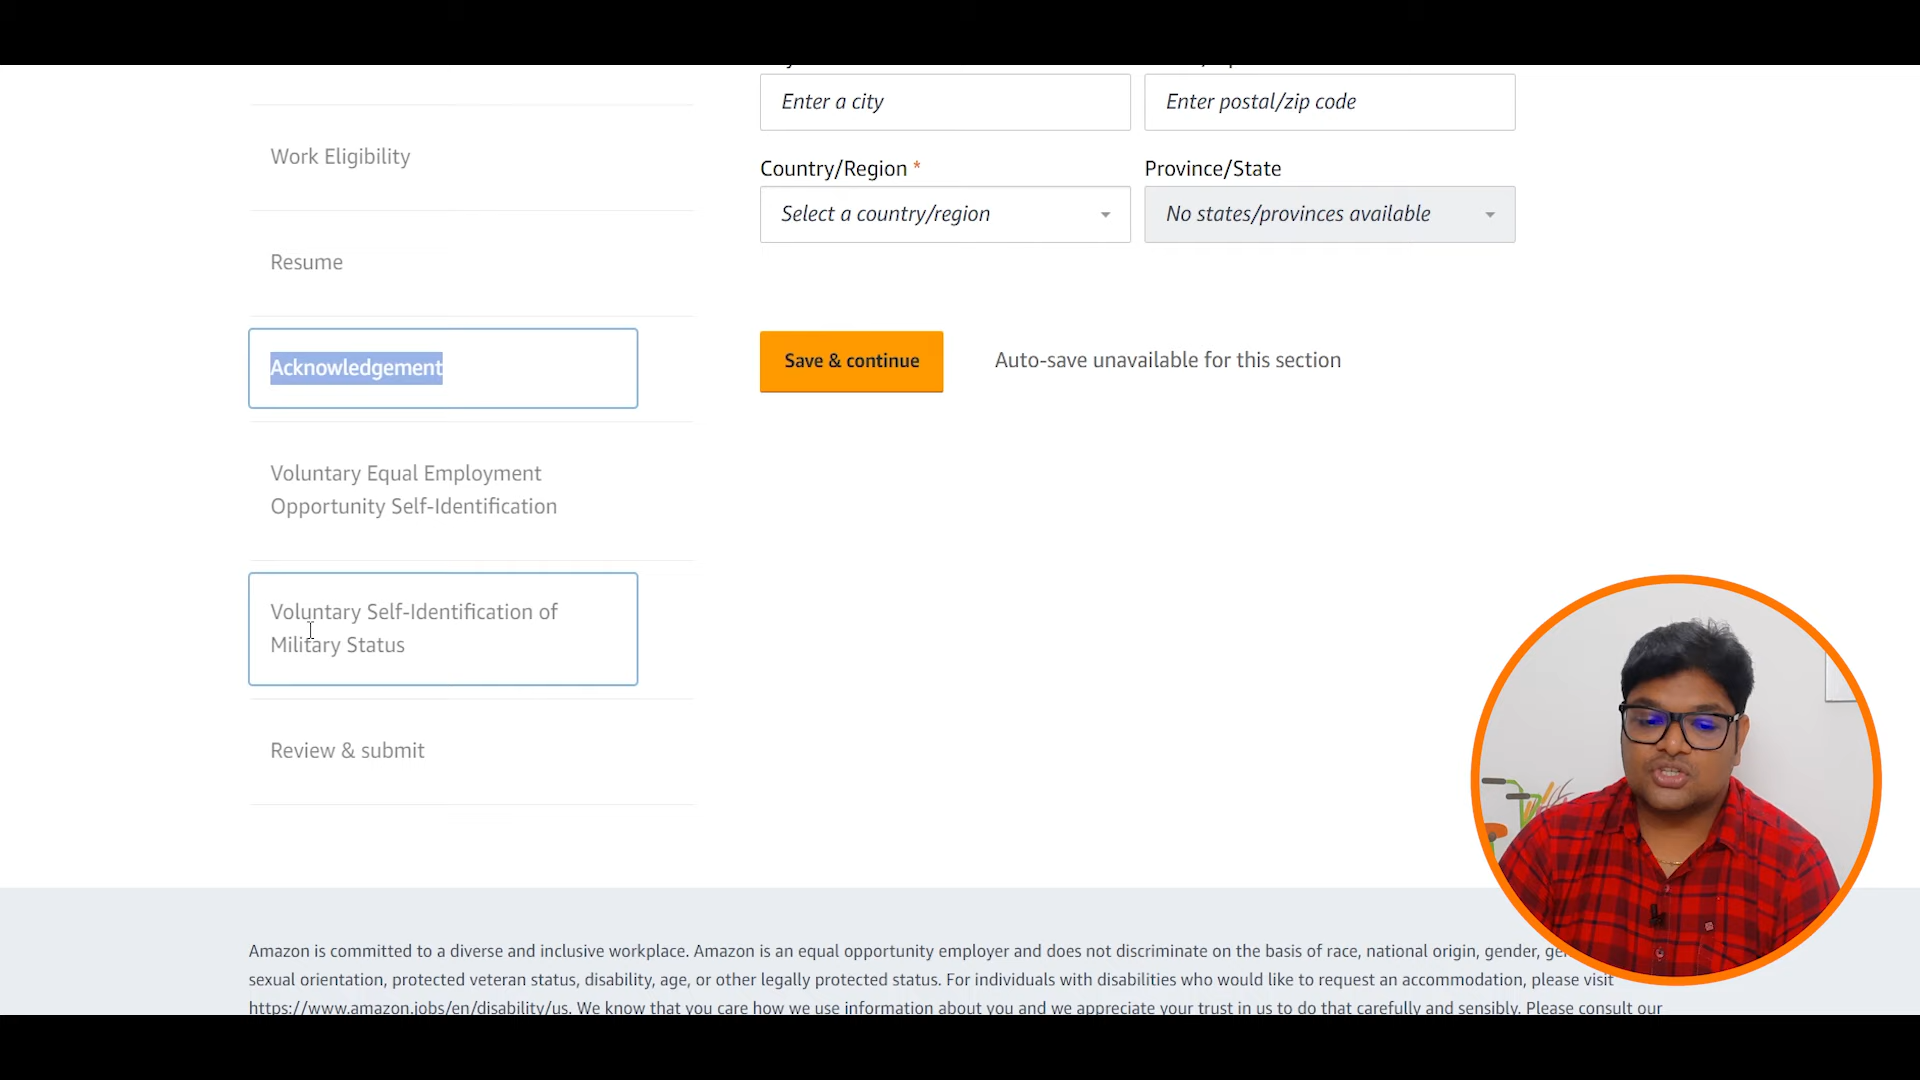 Enter a city
Enter postal/zip code
Work Eligibility
Country/Region *
Province/State
Select a country/region
No states/provinces available
Resume
Acknowledgement
Save & continue
Auto-save unavailable for this section
Voluntary Equal Employment
Opportunity Self-Identification
Voluntary Self-Identification of
Military Status
Review & submit
Amazon is committed to a diverse and inclusive workplace. Amazon is an equal opportunity employer and does not discriminate on the basis of race, national origin, gender,
sexual orientation, protected veteran status, disability, age, or other legally protected status. For individuals with disabilities who would like to request an accommodation, please visit
https://www.amazon.jobs/en/disability/us. We know that you care how we use information about you and we appreciate your trust in us to do that carefully and sensibly. Please consult our